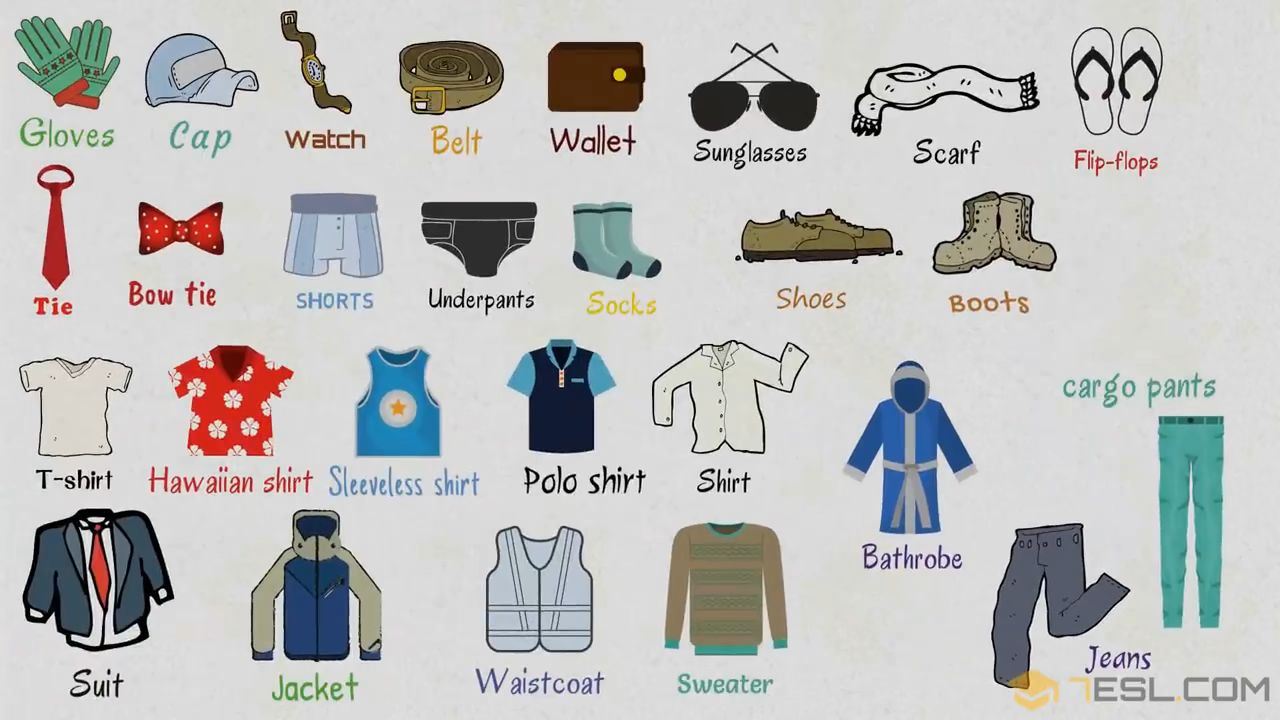 Gloves
Cap
Watch
Belt
Wallet
Sunglasses
Scarf
Flip-flops
Tie
Bow tie
SHORTS
Underpants
Socks
Shoes
BOOTS
cargo pants
T-shirt
Hawaiian shirt
Sleeveless shirt
Polo shirt
Shirt
Bathrobe
Suit
Jacket
Waistcoat
Sweater
Jeans
7ESL.COM